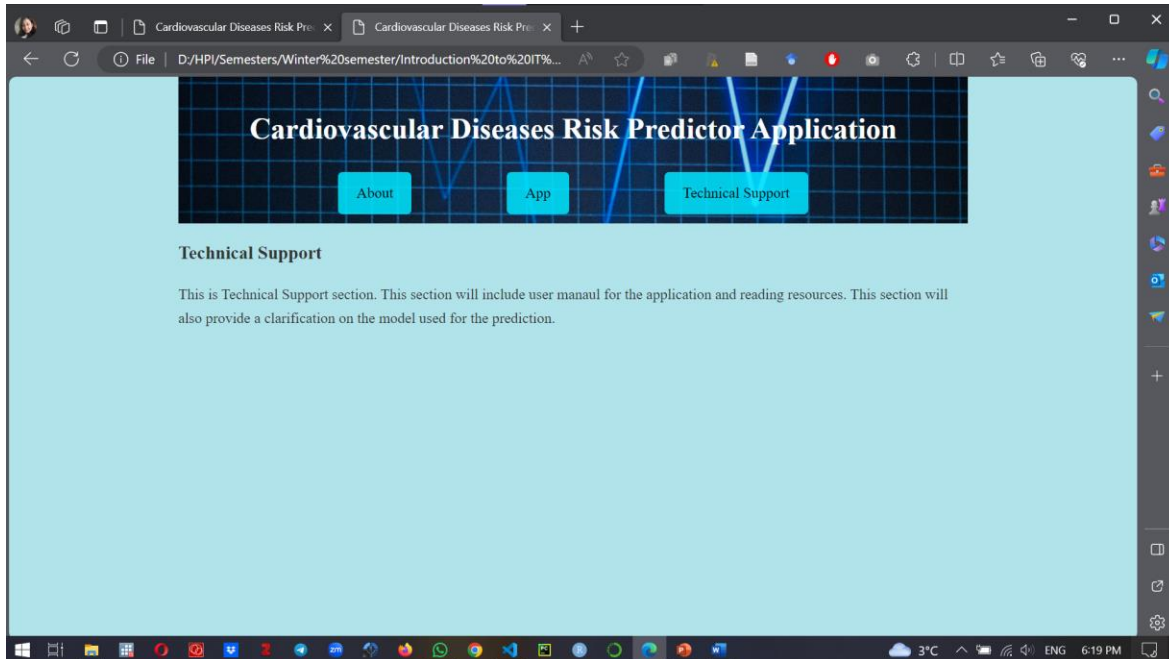 Cardiovascular Diseases Risk Pre
Cardiovascular Diseases Risk Pre
File
D:/HPI/Semesters/Winter%20semester/Introduction%20to%20IT%...
Cardiovascular Diseases Risk Predictor Application
About
App
Technical Support
Technical Support
This is Technical Support section. This section will include user manaul for the application and reading resources. This section will
also provide a clarification on the model used for the prediction.
3°C
ENG
6:19 PM